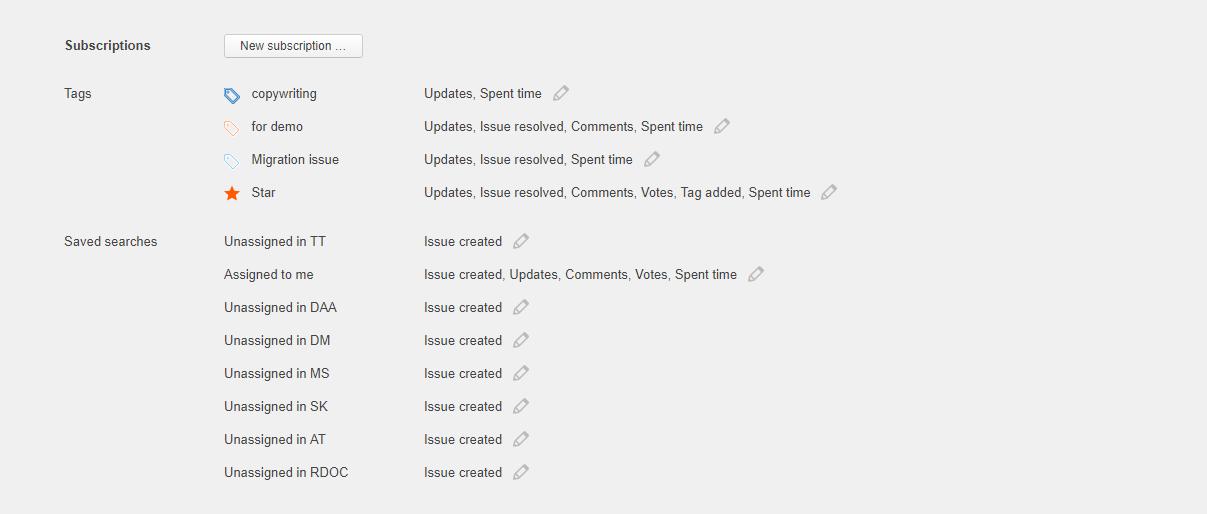 Subscriptions New subscription …
Tags copywriting Updates, Spent time
for demo Updates, Issue resolved, Comments, Spent time
Migration issue Updates, Issue resolved, Spent time
Star Updates, Issue resolved, Comments, Votes, Tag added, Spent time
Saved searches Unassigned in TT Issue created
Assigned to me Issue created, Updates, Comments, Votes, Spent time
Unassigned in DAA Issue created
Unassigned in DM Issue created
Unassigned in MS Issue created
Unassigned in SK Issue created
Unassigned in AT Issue created
Unassigned in RDOC Issue created